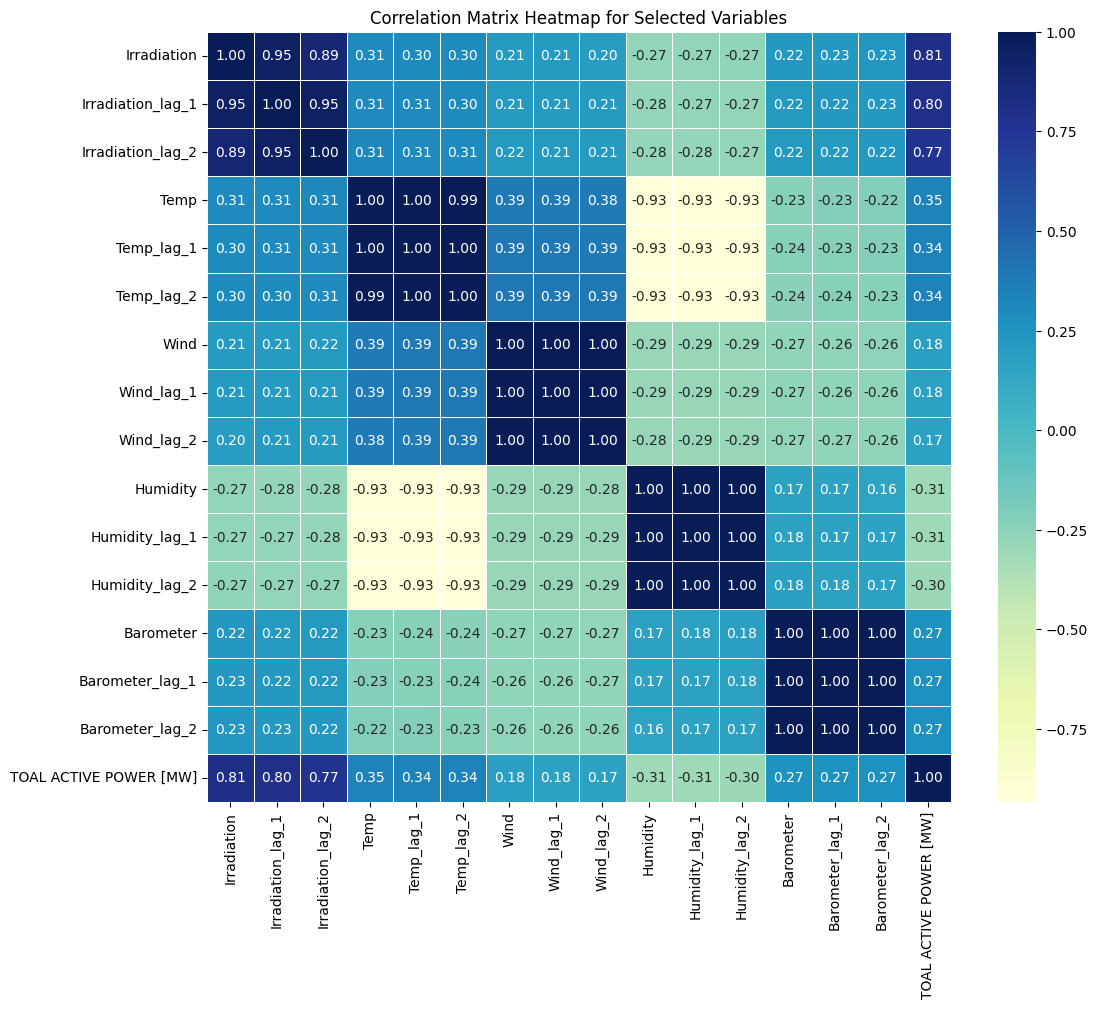 Correlation Matrix Heatmap for Selected Variables
Irradiation 1.00 0.95 0.89 0.31 0.30 0.30 0.21 0.21 0.20 -0.27 -0.27 -0.27 0.22 0.23 0.23 0.81
Irradiation_lag_1 0.95 1.00 0.95 0.31 0.31 0.30 0.21 0.21 0.21 -0.28 -0.27 -0.27 0.22 0.22 0.23 0.80
Irradiation_lag_2 0.89 0.95 1.00 0.31 0.31 0.31 0.22 0.21 0.21 -0.28 -0.28 -0.27 0.22 0.22 0.22 0.77
Temp 0.31 0.31 0.31 1.00 1.00 0.99 0.39 0.39 0.38 -0.93 -0.93 -0.93 -0.23 -0.23 -0.22 0.35
Temp_lag_1 0.30 0.31 0.31 1.00 1.00 1.00 0.39 0.39 0.39 -0.93 -0.93 -0.93 -0.24 -0.23 -0.23 0.34
Temp_lag_2 0.30 0.30 0.31 0.99 1.00 1.00 0.39 0.39 0.39 -0.93 -0.93 -0.93 -0.24 -0.24 -0.23 0.34
Wind 0.21 0.21 0.22 0.39 0.39 0.39 1.00 1.00 1.00 -0.29 -0.29 -0.29 -0.27 -0.26 -0.26 0.18
Wind_lag_1 0.21 0.21 0.21 0.39 0.39 0.39 1.00 1.00 1.00 -0.29 -0.29 -0.29 -0.27 -0.26 -0.26 0.18
Wind_lag_2 0.20 0.21 0.21 0.38 0.39 0.39 1.00 1.00 1.00 -0.28 -0.29 -0.29 -0.27 -0.27 -0.26 0.17
Humidity -0.27 -0.28 -0.28 -0.93 -0.93 -0.93 -0.29 -0.29 -0.28 1.00 1.00 1.00 0.17 0.17 0.16 -0.31
Humidity_lag_1 -0.27 -0.27 -0.28 -0.93 -0.93 -0.93 -0.29 -0.29 -0.29 1.00 1.00 1.00 0.18 0.17 0.17 -0.31
Humidity_lag_2 -0.27 -0.27 -0.27 -0.93 -0.93 -0.93 -0.29 -0.29 -0.29 1.00 1.00 1.00 0.18 0.18 0.17 -0.30
Barometer 0.22 0.22 0.22 -0.23 -0.24 -0.24 -0.27 -0.27 -0.27 0.17 0.18 0.18 1.00 1.00 1.00 0.27
Barometer_lag_1 0.23 0.22 0.22 -0.23 -0.23 -0.24 -0.26 -0.26 -0.27 0.17 0.17 0.18 1.00 1.00 1.00 0.27
Barometer_lag_2 0.23 0.23 0.22 -0.22 -0.23 -0.23 -0.26 -0.26 -0.26 0.16 0.17 0.17 1.00 1.00 1.00 0.27
TOAL ACTIVE POWER [MW] 0.81 0.80 0.77 0.35 0.34 0.34 0.18 0.18 0.17 -0.31 -0.31 -0.30 0.27 0.27 0.27 1.00
Irradiation
Irradiation_lag_1
Irradiation_lag_2
Temp
Temp_lag_1
Temp_lag_2
Wind
Wind_lag_1
Wind_lag_2
Humidity
Humidity_lag_1
Humidity_lag_2
Barometer
Barometer_lag_1
Barometer_lag_2
TOAL ACTIVE POWER [MW]
1.00
0.75
0.50
0.25
0.00
−0.25
−0.50
−0.75